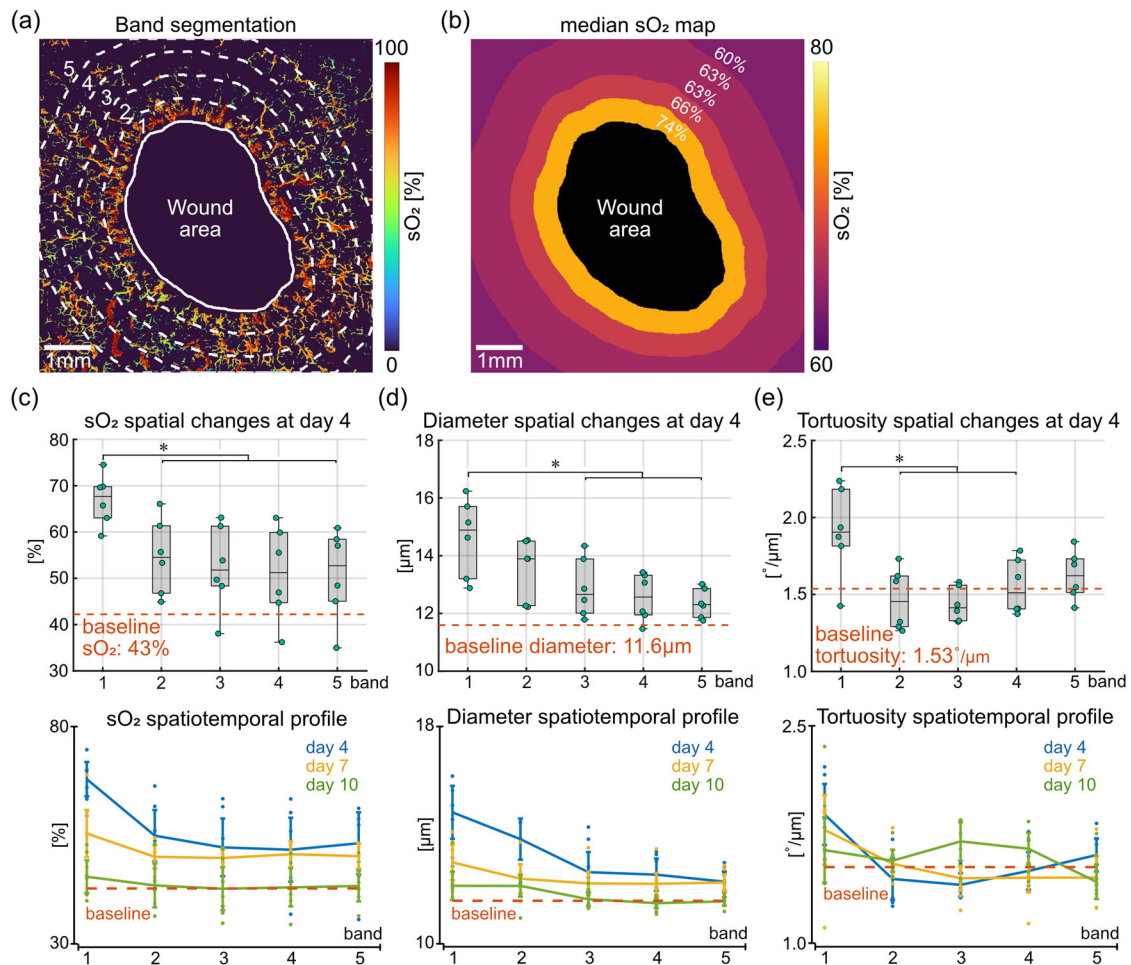 (a)
Band segmentation
100
5
4
3
2
1
Wound
area
sO₂ [%]
1mm
0
(b)
median sO₂ map
80
60%
63%
63%
66%
74%
Wound
area
sO₂ [%]
1mm
60
(c)
sO₂ spatial changes at day 4
80
70
60
50
40
30
[%]
*
baseline
sO₂: 43%
1 2 3 4 5 band
(d)
Diameter spatial changes at day 4
18
16
14
12
10
[µm]
*
baseline diameter: 11.6µm
1 2 3 4 5 band
(e)
Tortuosity spatial changes at day 4
2.5
2.0
1.5
1.0
[°/µm]
*
baseline
tortuosity: 1.53°/µm
1 2 3 4 5 band
sO₂ spatiotemporal profile
80
day 4
day 7
day 10
[%]
baseline
30
band
1 2 3 4 5
Diameter spatiotemporal profile
18
day 4
day 7
day 10
[µm]
baseline
10
band
1 2 3 4 5
Tortuosity spatiotemporal profile
2.5
day 4
day 7
day 10
[°/µm]
baseline
1.0
band
1 2 3 4 5